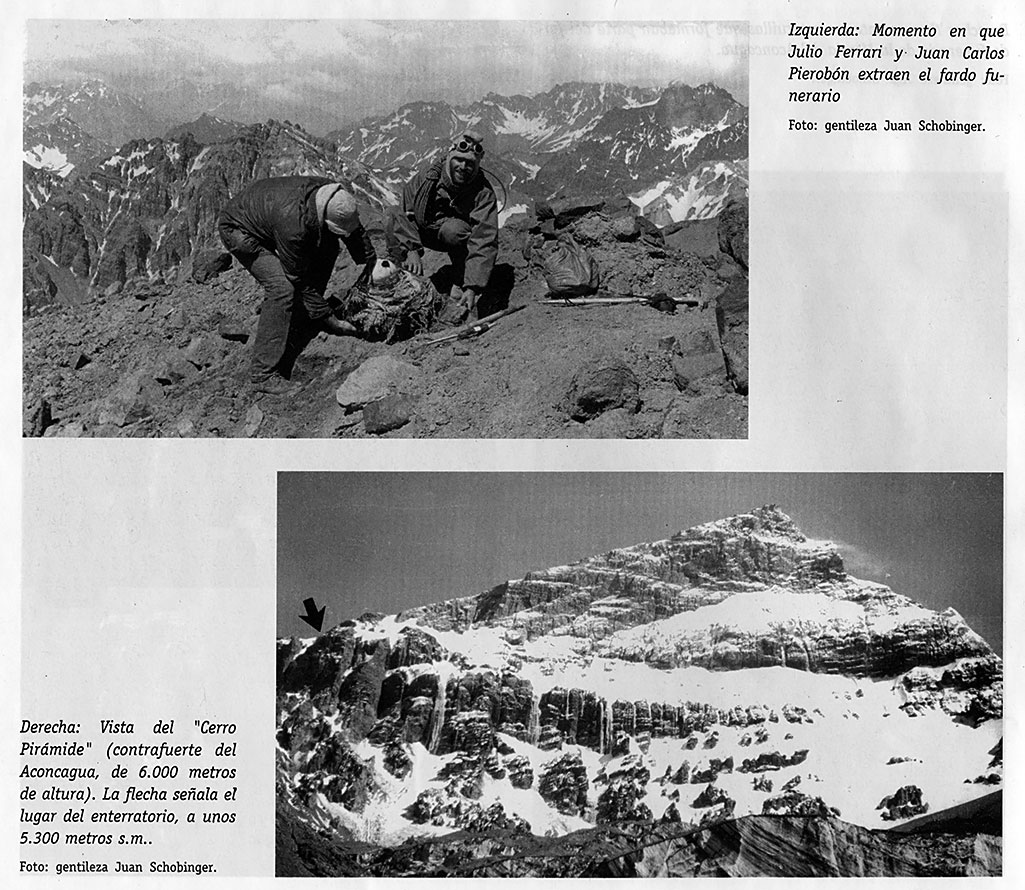 Izquierda: Momento en que
Julio Ferrari y Juan Carlos
Pierobón extraen el fardo fu-
nerario
Foto: gentileza Juan Schobinger.
Derecha: Vista del "Cerro
Pirámide" (contrafuerte del
Aconcagua, de 6.000 metros
de altura). La flecha señala el
lugar del enterratorio, a unos
5.300 metros s.m..
Foto: gentileza Juan Schobinger.